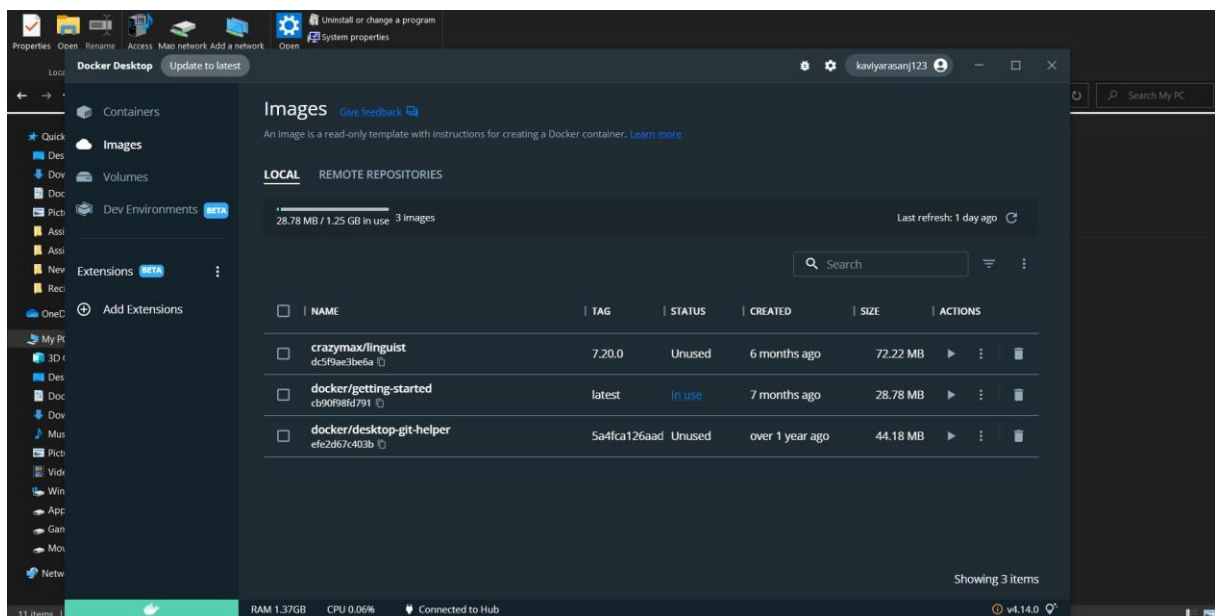 Uninstall or change a program
System properties
Properties Open Rename Access Map network Add a network Open
Docker Desktop Update to latest kaviyarasanj123
Search My PC
Containers
Images
Volumes
Dev Environments BETA
Extensions BETA
Add Extensions
Images Give feedback
An image is a read-only template with instructions for creating a Docker container. Learn more
LOCAL REMOTE REPOSITORIES
28.78 MB / 1.25 GB in use 3 images Last refresh: 1 day ago
Search
NAME TAG STATUS CREATED SIZE ACTIONS
crazymax/linguist 7.20.0 Unused 6 months ago 72.22 MB
dc5f9ae3be6a
docker/getting-started latest In use 7 months ago 28.78 MB
cb90f98fd791
docker/desktop-git-helper 5a4fca126aad Unused over 1 year ago 44.18 MB
efe2d67c403b
Showing 3 items
Loca
Quick
Des
Dow
Doc
Pict
Assi
Assi
New
Rec
OneD
My PC
3D
Des
Doc
Dow
Mus
Pict
Vide
Win
App
Gan
Mov
Netw
11 items
RAM 1.37GB CPU 0.06% Connected to Hub v4.14.0